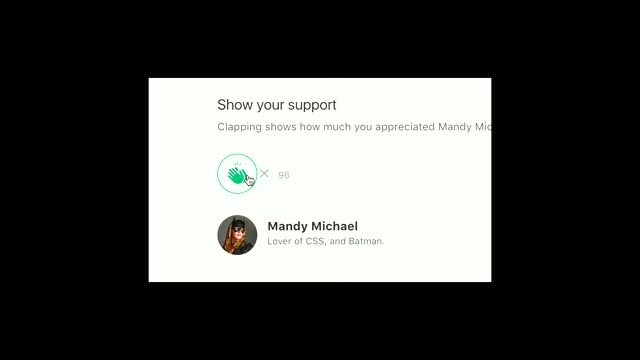 Show your support
Clapping shows how much you appreciated Mandy Mic
96
Mandy Michael
Lover of CSS, and Batman.